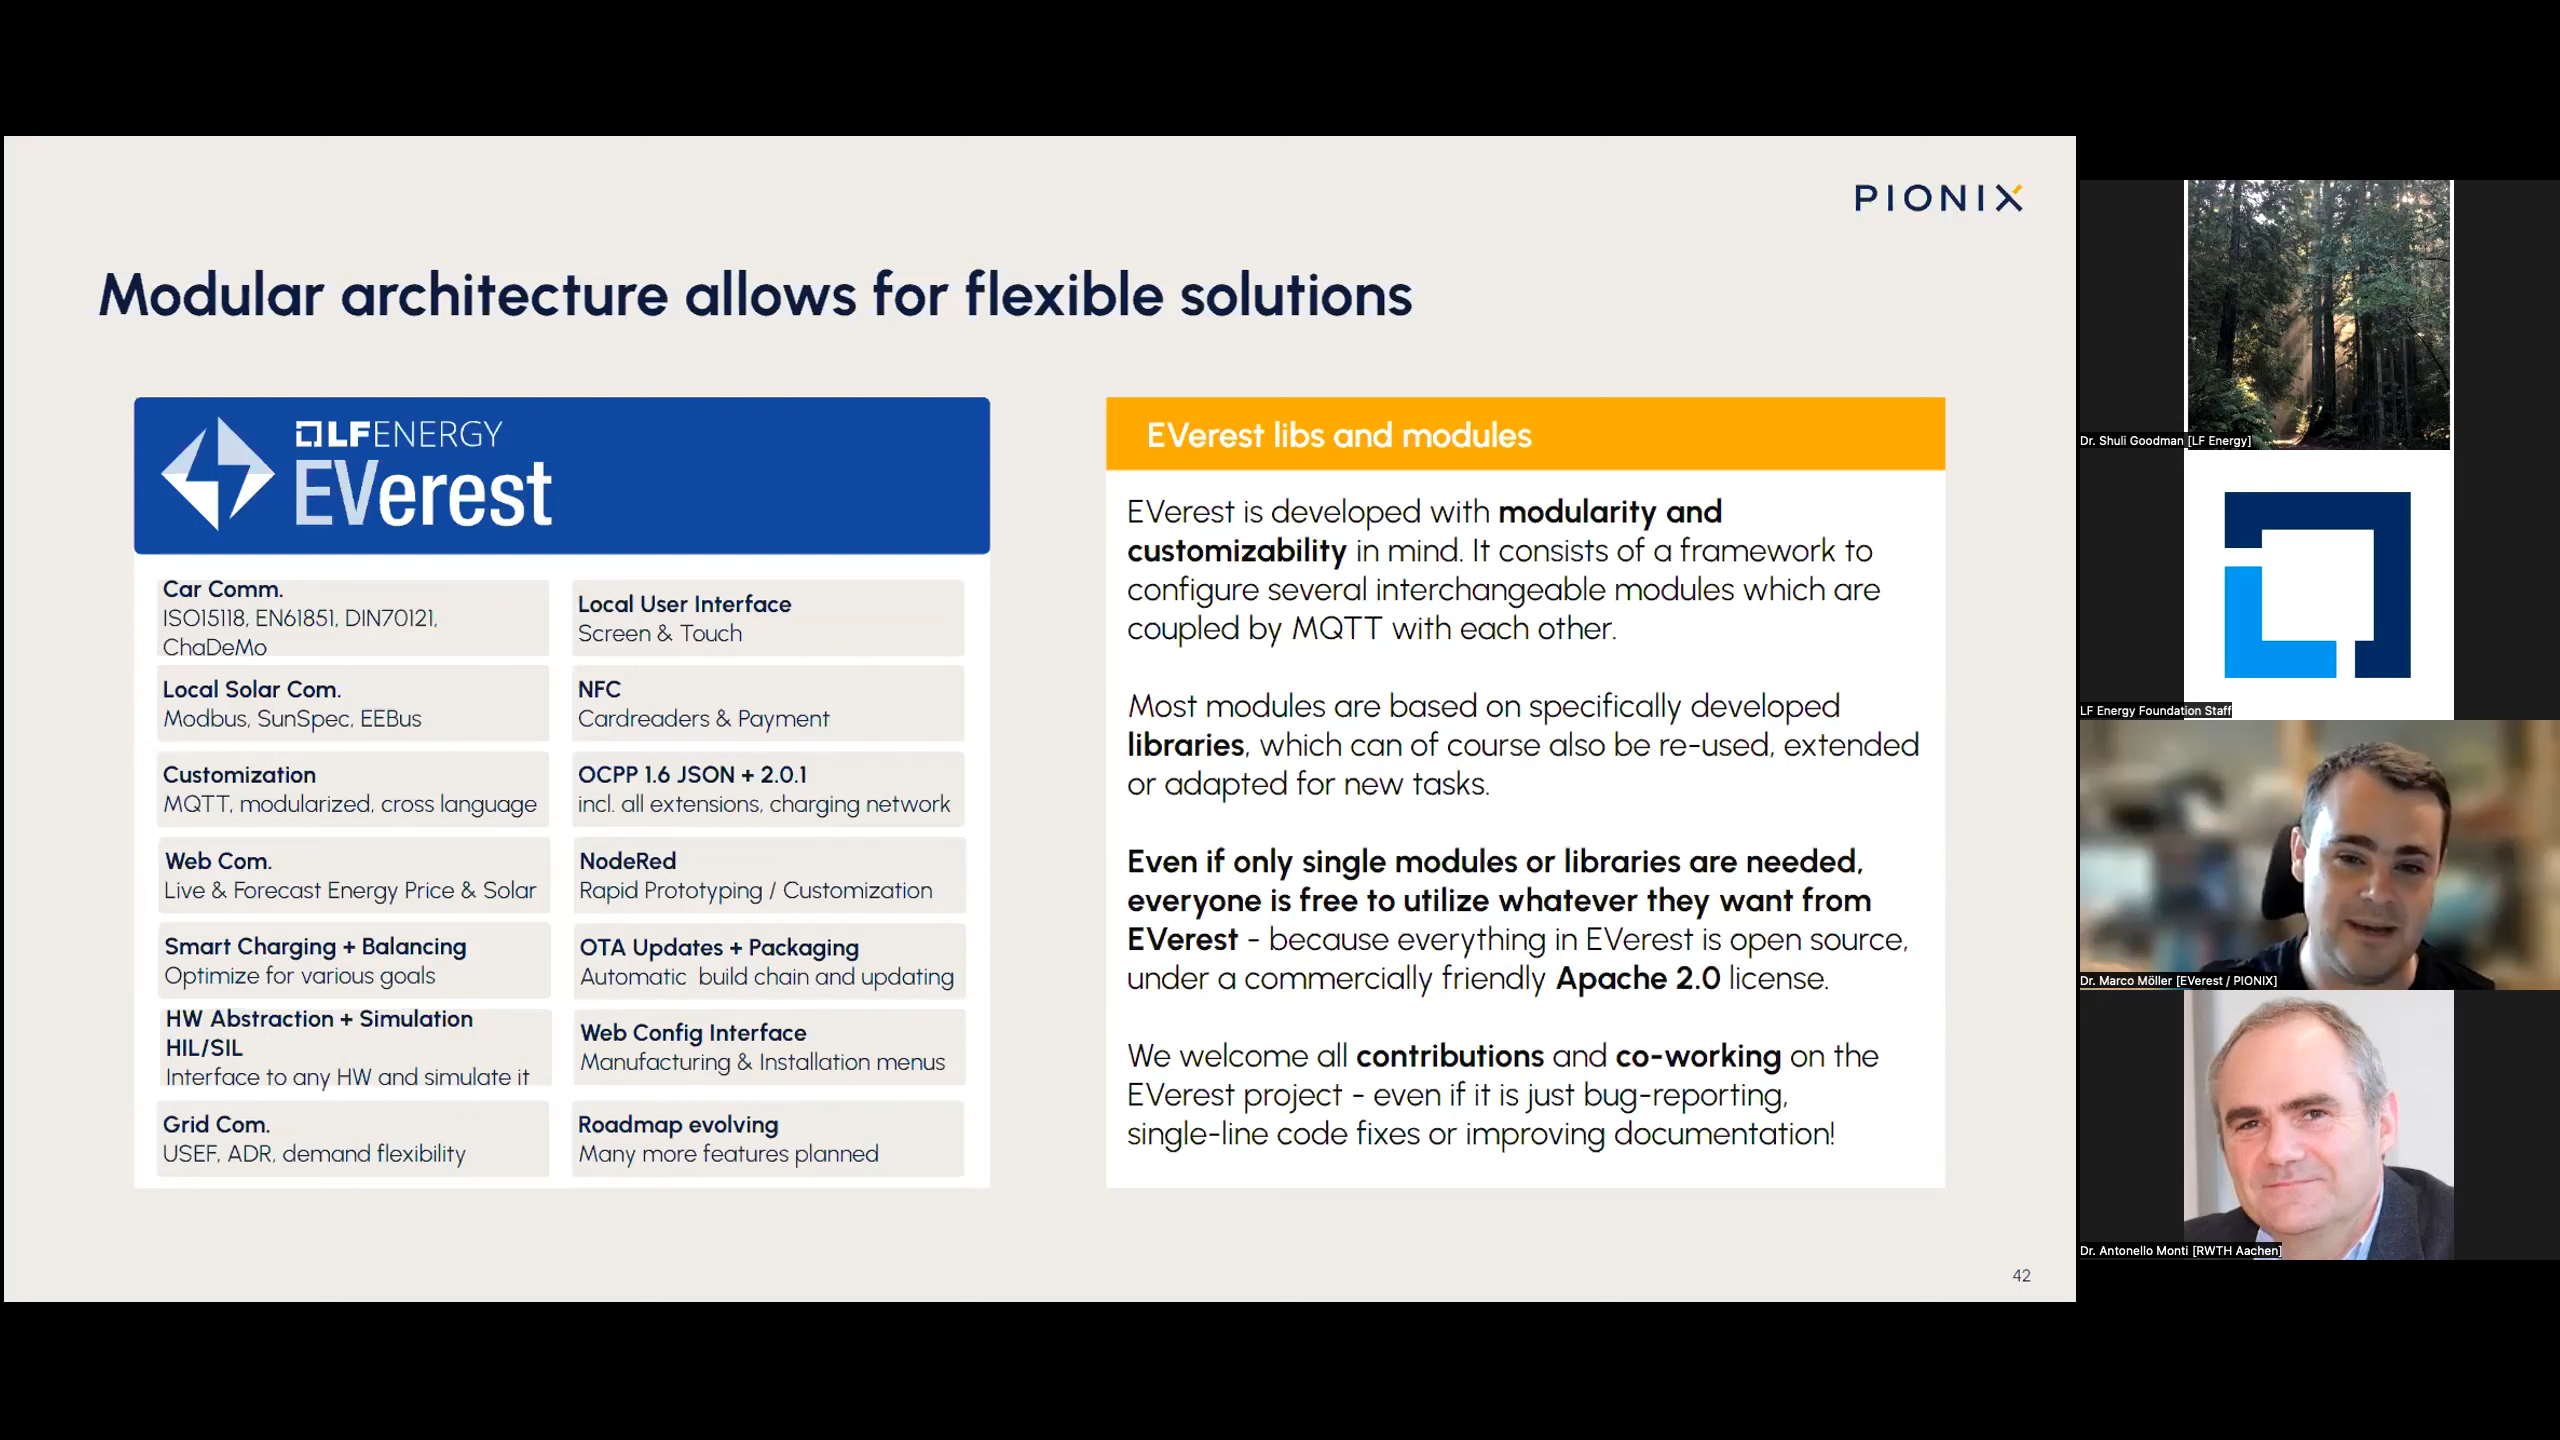 PIONIX
Modular architecture allows for flexible solutions
LFENERGY
EVerest
Car Comm.
ISO15118, EN61851, DIN70121,
ChaDeMo
Local Solar Com.
Modbus, SunSpec, EEBus
Customization
MQTT, modularized, cross language
Web Com.
Live & Forecast Energy Price & Solar
Smart Charging + Balancing
Optimize for various goals
HW Abstraction + Simulation
HIL/SIL
Interface to any HW and simulate it
Grid Com.
USEF, ADR, demand flexibility
Local User Interface
Screen & Touch
NFC
Cardreaders & Payment
OCPP 1.6 JSON + 2.0.1
incl. all extensions, charging network
NodeRed
Rapid Prototyping / Customization
OTA Updates + Packaging
Automatic  build chain and updating
Web Config Interface
Manufacturing & Installation menus
Roadmap evolving
Many more features planned
EVerest libs and modules
EVerest is developed with modularity and
customizability in mind. It consists of a framework to
configure several interchangeable modules which are
coupled by MQTT with each other.
Most modules are based on specifically developed
libraries, which can of course also be re-used, extended
or adapted for new tasks.
Even if only single modules or libraries are needed,
everyone is free to utilize whatever they want from
EVerest - because everything in EVerest is open source,
under a commercially friendly Apache 2.0 license.
We welcome all contributions and co-working on the
EVerest project - even if it is just bug-reporting,
single-line code fixes or improving documentation!
42
Dr. Shuli Goodman [LF Energy]
LF Energy Foundation Staff
Dr. Marco Möller [EVerest / PIONIX]
Dr. Antonello Monti [RWTH Aachen]